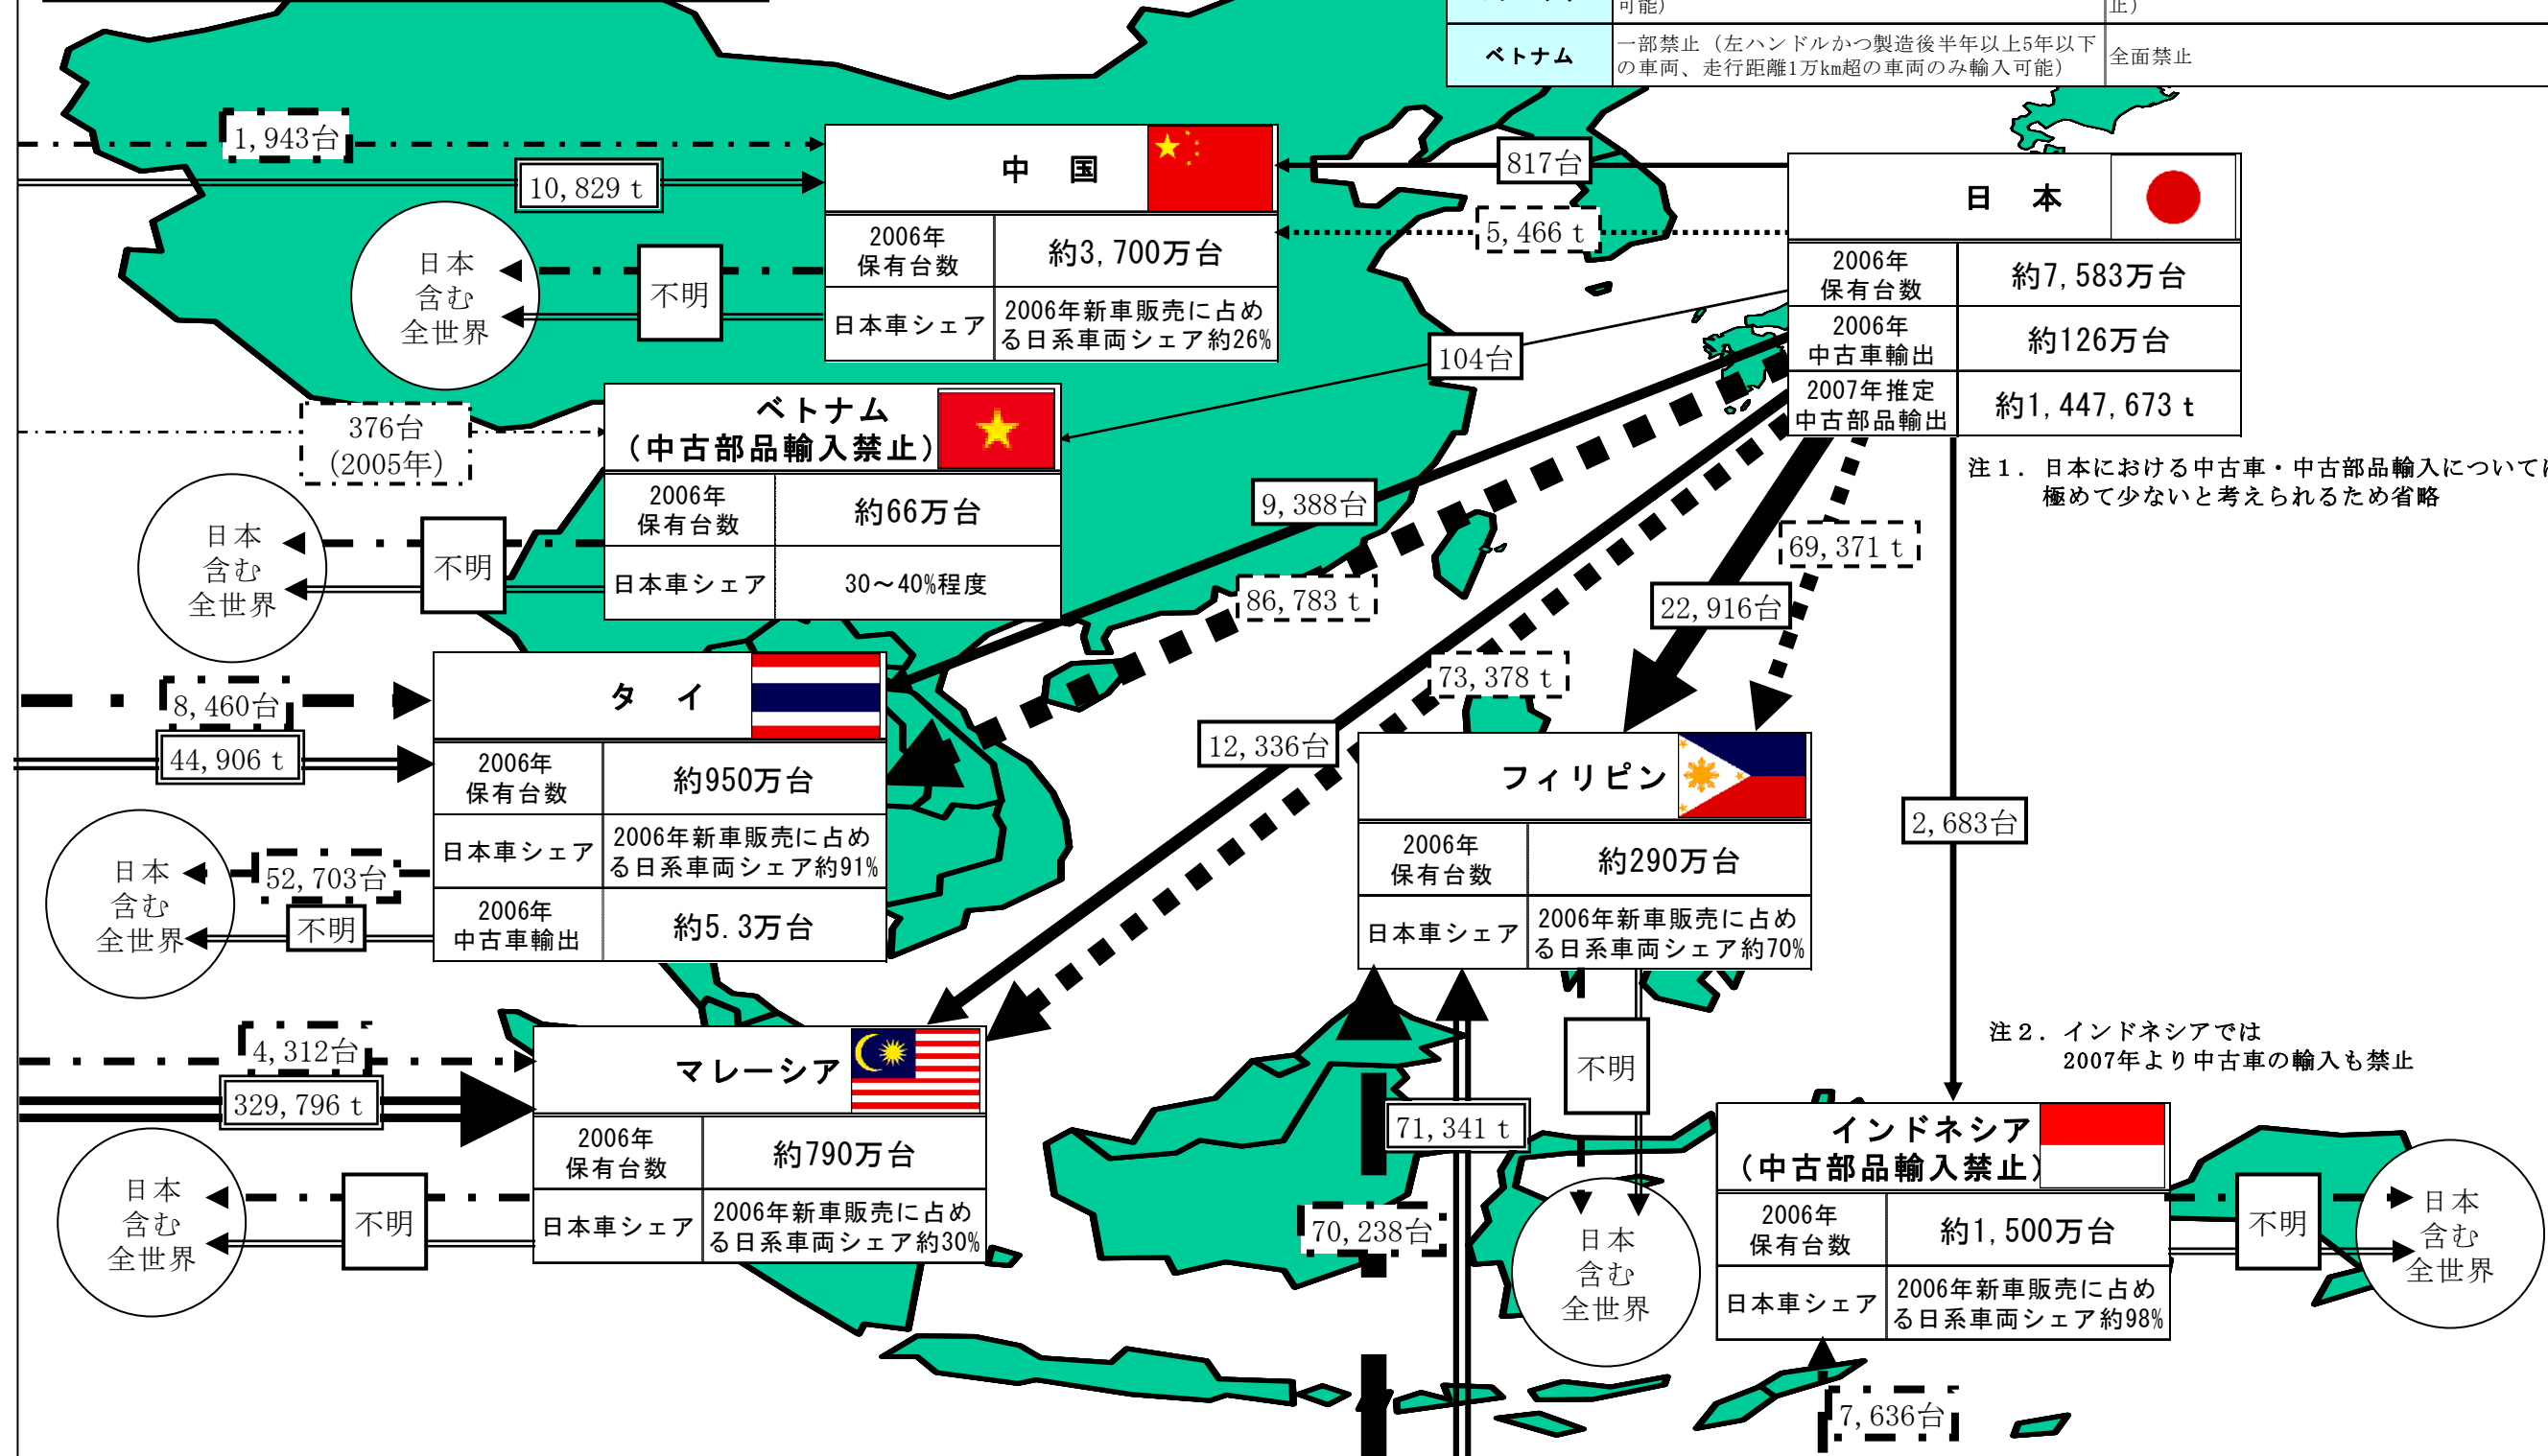 可能）
止）
ベトナム
一部禁止（左ハンドルかつ製造後半年以上5年以下
の車両、走行距離1万km超の車両のみ輸入可能）
全面禁止
1,943台
10,829 t
中　国
2006年
保有台数
約3,700万台
日本車シェア
2006年新車販売に占め
る日系車両シェア約26%
日本
含む
全世界
不明
817台
5,466 t
104台
日　本
2006年
保有台数
約7,583万台
2006年
中古車輸出
約126万台
2007年推定
中古部品輸出
約1,447,673 t
注１．日本における中古車・中古部品輸入については
極めて少ないと考えられるため省略
376台
（2005年）
ベトナム
（中古部品輸入禁止）
2006年
保有台数
約66万台
日本車シェア
30～40%程度
日本
含む
全世界
不明
9,388台
86,783 t
69,371 t
22,916台
73,378 t
12,336台
2,683台
8,460台
44,906 t
タ　イ
2006年
保有台数
約950万台
日本車シェア
2006年新車販売に占め
る日系車両シェア約91%
2006年
中古車輸出
約5.3万台
日本
含む
全世界
52,703台
不明
フィリピン
2006年
保有台数
約290万台
日本車シェア
2006年新車販売に占め
る日系車両シェア約70%
4,312台
329,796 t
マレーシア
2006年
保有台数
約790万台
日本車シェア
2006年新車販売に占め
る日系車両シェア約30%
日本
含む
全世界
不明
71,341 t
70,238台
不明
日本
含む
全世界
注２．インドネシアでは
2007年より中古車の輸入も禁止
インドネシア
（中古部品輸入禁止）
2006年
保有台数
約1,500万台
日本車シェア
2006年新車販売に占め
る日系車両シェア約98%
不明
日本
含む
全世界
7,636台